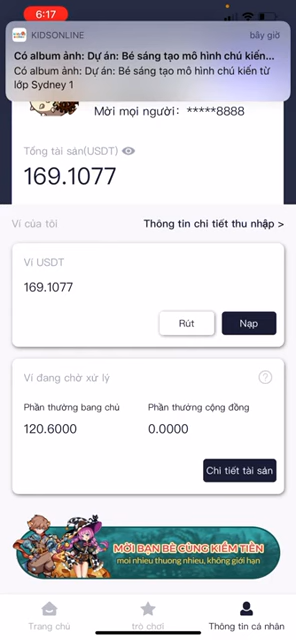 6:17
KIDSONLINE
bây giờ
Có album ảnh: Dự án: Bé sáng tạo mô hình chú kiến...
Có album ảnh: Dự án: Bé sáng tạo mô hình chú kiến từ
lớp Sydney 1
Mời mọi người: *****8888
Tổng tài sản(USDT)
169.1077
Ví của tôi
Thông tin chi tiết thu nhập >
Ví USDT
169.1077
Rút
Nạp
Ví đang chờ xử lý
?
Phần thưởng bang chủ
Phần thưởng cộng đồng
120.6000
0.0000
Chi tiết tài sản
MỜI BẠN BÈ CÙNG KIẾM TIỀN
moi nhieu thuong nhieu, không giới hạn
Trang chủ
trò chơi
Thông tin cá nhân